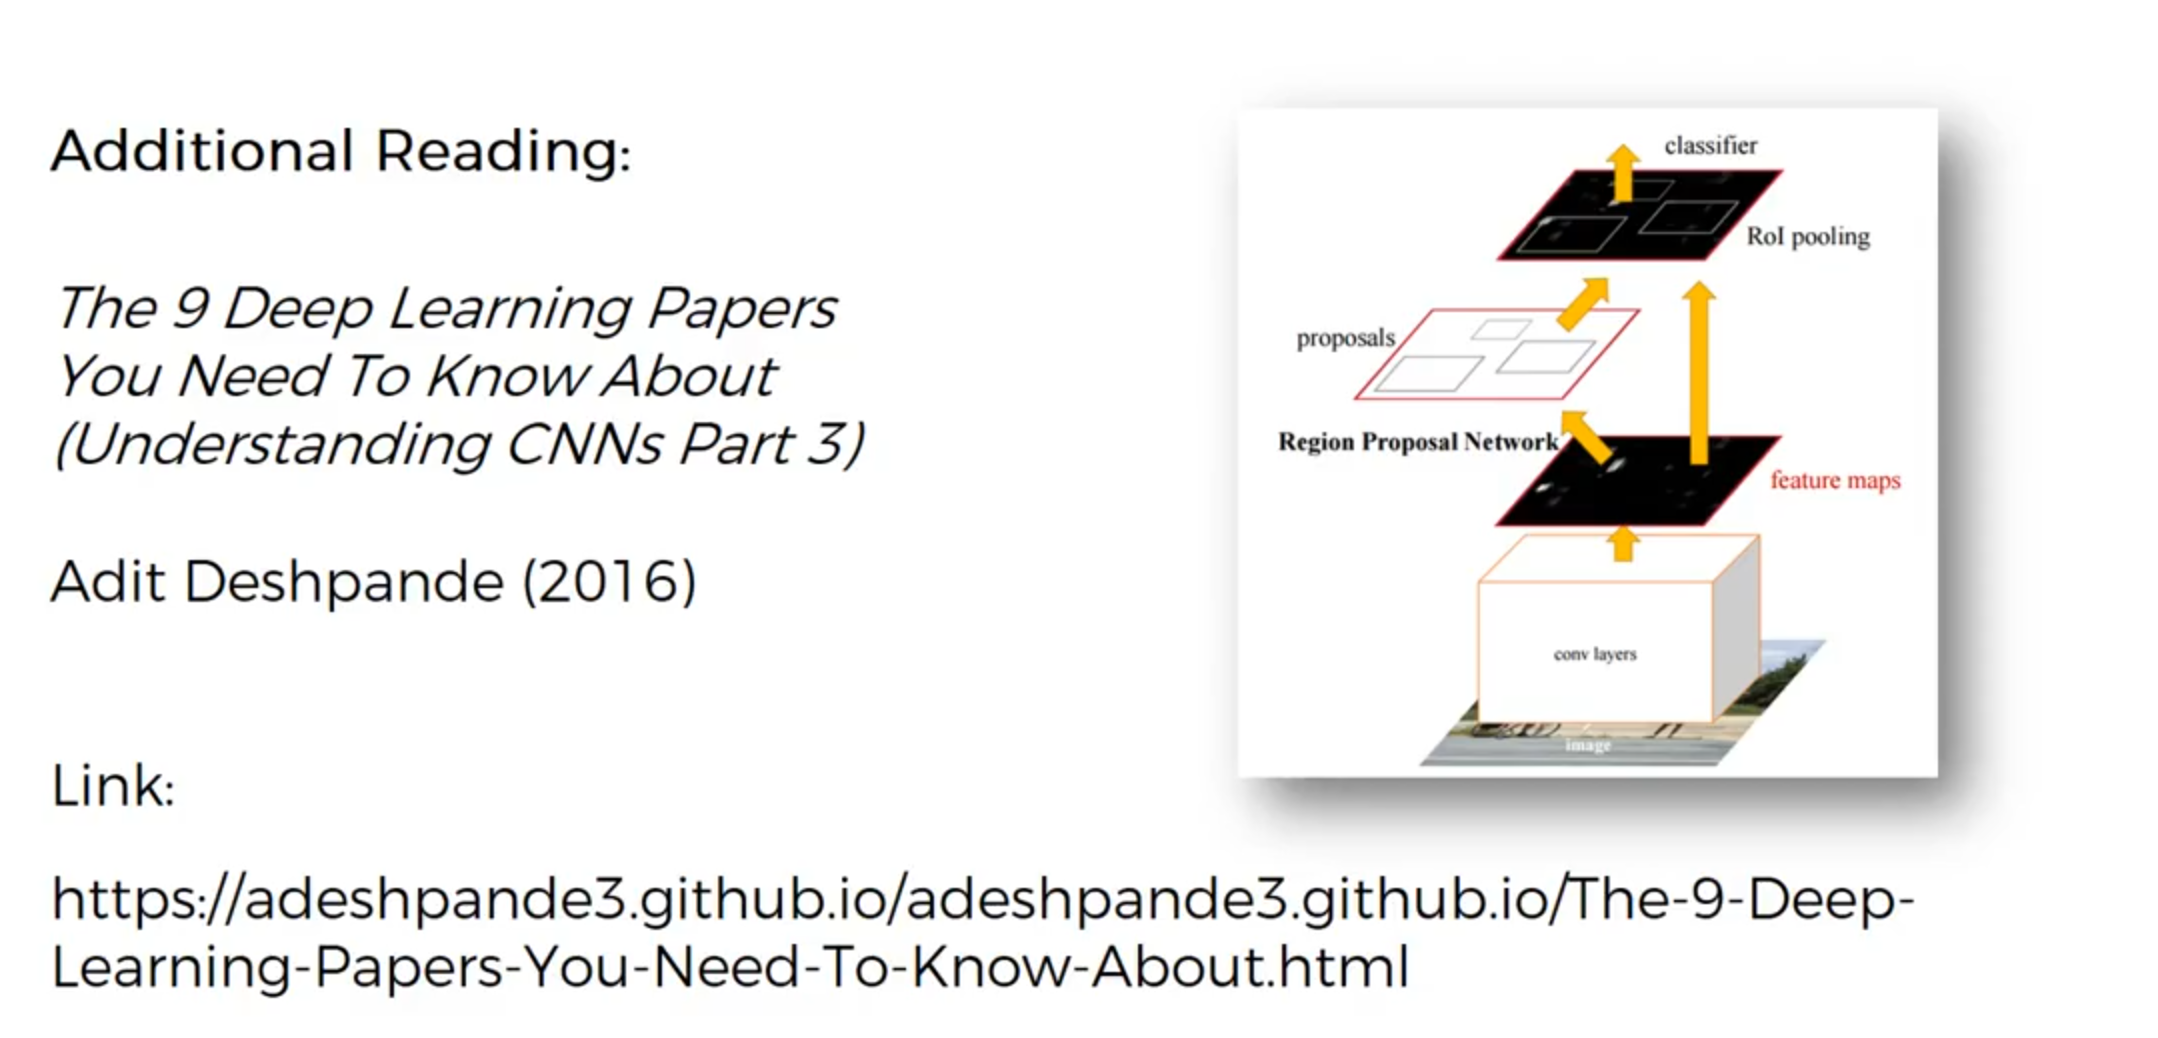 Additional Reading:
The 9 Deep Learning Papers
You Need To Know About
(Understanding CNNs Part 3)
Adit Deshpande (2016)
Link:
https://adeshpande3.github.io/adeshpande3.github.io/The-9-Deep-
Learning-Papers-You-Need-To-Know-About.html
classifier
RoI pooling
proposals
Region Proposal Network
feature maps
conv layers
image